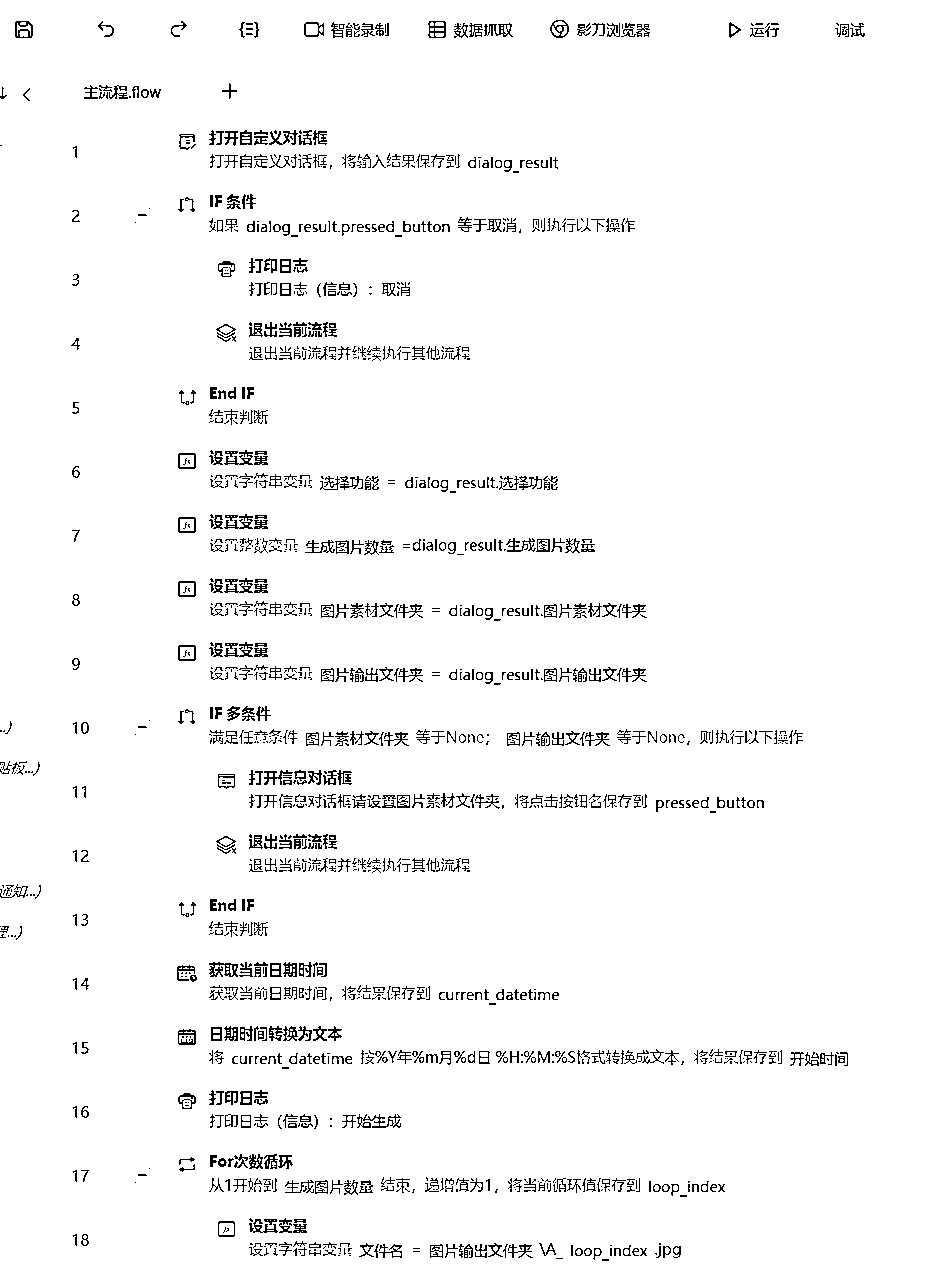 智能录制 数据抓取 影刀浏览器 运行 调试
主流程.flow
1 打开自定义对话框
打开自定义对话框，将输入结果保存到 dialog_result
2 IF 条件
如果 dialog_result.pressed_button 等于取消，则执行以下操作
3 打印日志
打印日志（信息）：取消
4 退出当前流程
退出当前流程并继续执行其他流程
5 End IF
结束判断
6 设置变量
设置字符串变量 选择功能 = dialog_result.选择功能
7 设置变量
设置整数变量 生成图片数量 =dialog_result.生成图片数量
8 设置变量
设置字符串变量 图片素材文件夹 = dialog_result.图片素材文件夹
9 设置变量
设置字符串变量 图片输出文件夹 = dialog_result.图片输出文件夹
...)
10 IF 多条件
满足任意条件 图片素材文件夹 等于None； 图片输出文件夹 等于None，则执行以下操作
贴板...)
11 打开信息对话框
打开信息对话框请设置图片素材文件夹，将点击按钮名保存到 pressed_button
12 退出当前流程
退出当前流程并继续执行其他流程
通知...)
13 End IF
结束判断
理...)
14 获取当前日期时间
获取当前日期时间，将结果保存到 current_datetime
15 日期时间转换为文本
将 current_datetime 按%Y年%m月%d日 %H:%M:%S格式转换成文本，将结果保存到 开始时间
16 打印日志
打印日志（信息）：开始生成
17 For次数循环
从1开始到 生成图片数量 结束，递增值为1，将当前循环值保存到 loop_index
18 设置变量
设置字符串变量 文件名 = 图片输出文件夹 \A_ loop_index .jpg